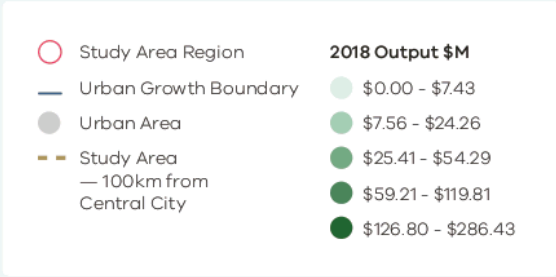 Study Area Region
Urban Growth Boundary
Urban Area
Study Area
— 100km from
Central City
2018 Output $M
$0.00 - $7.43
$7.56 - $24.26
$25.41 - $54.29
$59.21 - $119.81
$126.80 - $286.43